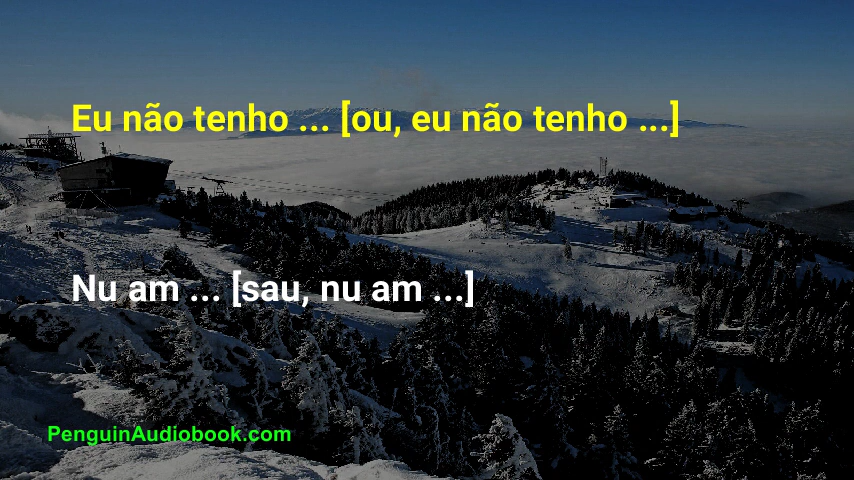 Eu não tenho ... [ou, eu não tenho ...]
Nu am ... [sau, nu am ...]
PenguinAudiobook.com